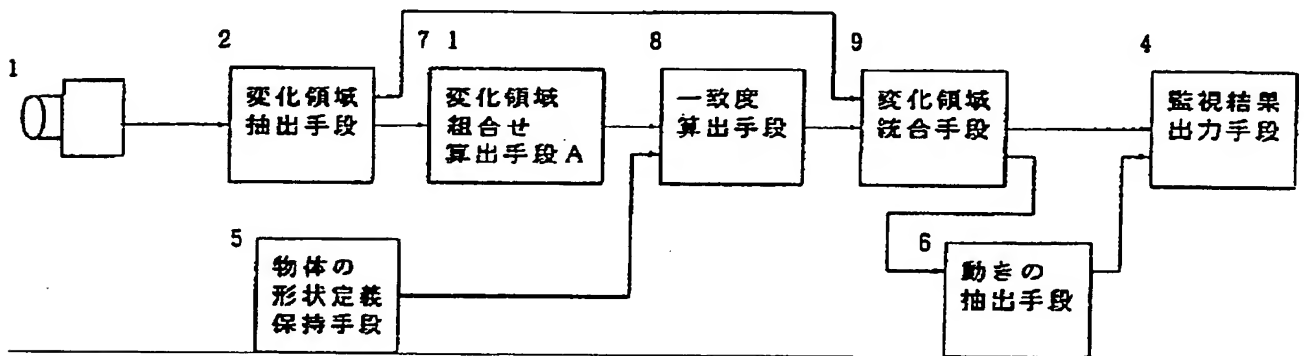 1
2
変化領域
抽出手段
7 1
変化領域
組合せ
算出手段A
8
一致度
算出手段
9
変化領域
統合手段
4
監視結果
出力手段
5
物体の
形状定義
保持手段
6
動きの
抽出手段